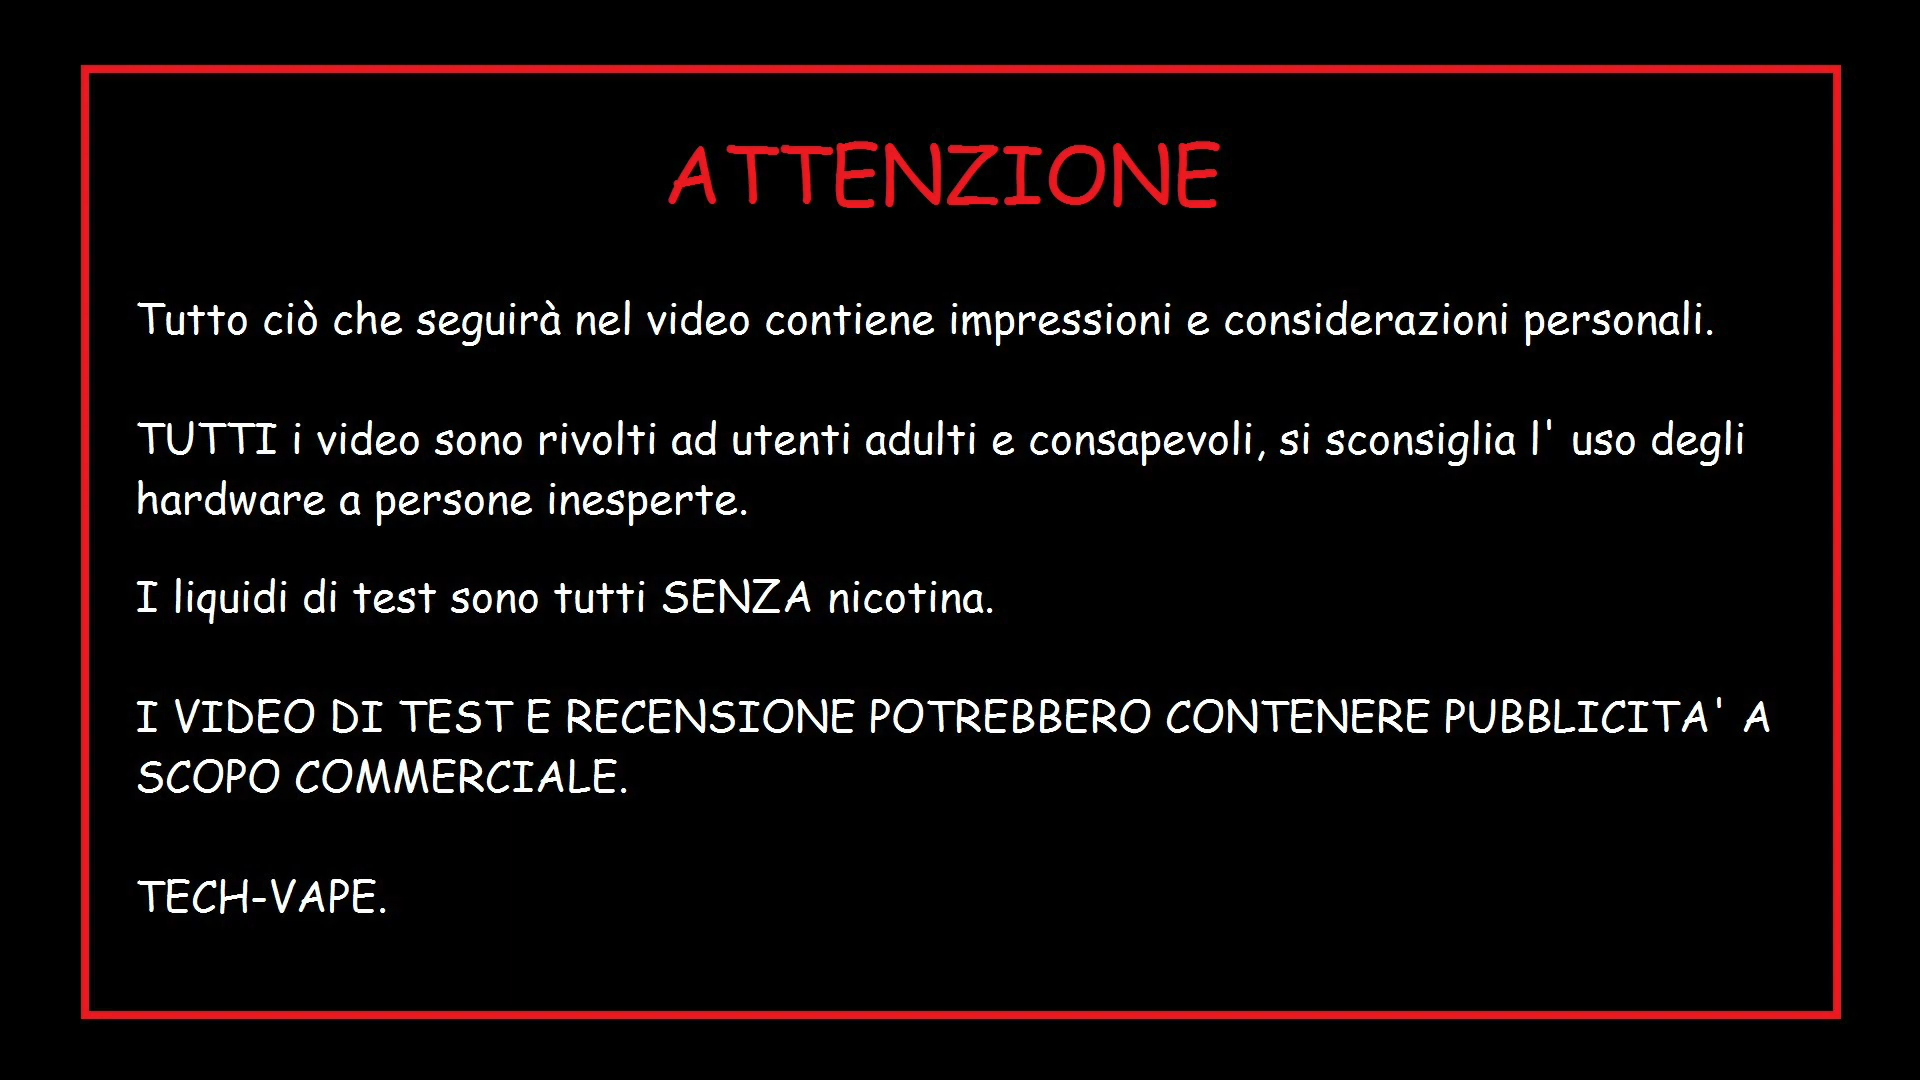 ATTENZIONE
Tutto ciò che seguirà nel video contiene impressioni e considerazioni personali.
TUTTI i video sono rivolti ad utenti adulti e consapevoli, si sconsiglia l' uso degli
hardware a persone inesperte.
I liquidi di test sono tutti SENZA nicotina.
I VIDEO DI TEST E RECENSIONE POTREBBERO CONTENERE PUBBLICITA' A
SCOPO COMMERCIALE.
TECH-VAPE.